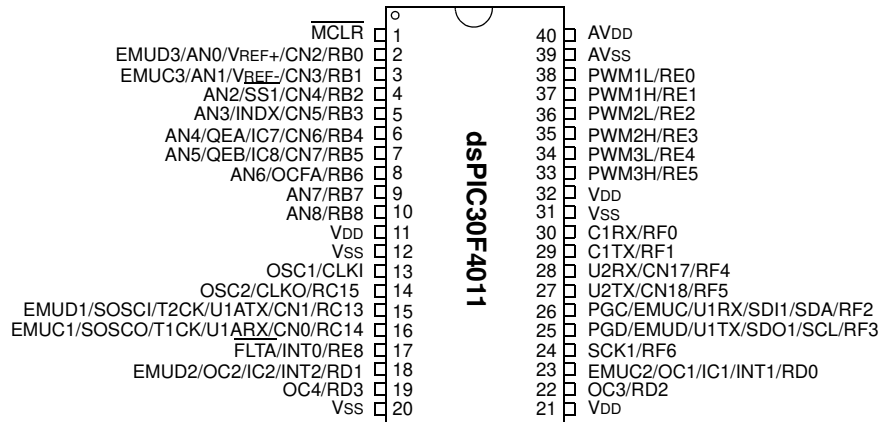 MCLR 1 40 AVDD
EMUD3/AN0/VREF+/CN2/RB0 2 39 AVSS
EMUC3/AN1/VREF-/CN3/RB1 3 38 PWM1L/RE0
AN2/SS1/CN4/RB2 4 37 PWM1H/RE1
AN3/INDX/CN5/RB3 5 36 PWM2L/RE2
AN4/QEA/IC7/CN6/RB4 6 35 PWM2H/RE3
AN5/QEB/IC8/CN7/RB5 7 34 PWM3L/RE4
AN6/OCFA/RB6 8 33 PWM3H/RE5
AN7/RB7 9 32 VDD
AN8/RB8 10 31 VSS
VDD 11 30 C1RX/RF0
VSS 12 29 C1TX/RF1
OSC1/CLKI 13 28 U2RX/CN17/RF4
OSC2/CLKO/RC15 14 27 U2TX/CN18/RF5
EMUD1/SOSCI/T2CK/U1ATX/CN1/RC13 15 26 PGC/EMUC/U1RX/SDI1/SDA/RF2
EMUC1/SOSCO/T1CK/U1ARX/CN0/RC14 16 25 PGD/EMUD/U1TX/SDO1/SCL/RF3
FLTA/INT0/RE8 17 24 SCK1/RF6
EMUD2/OC2/IC2/INT2/RD1 18 23 EMUC2/OC1/IC1/INT1/RD0
OC4/RD3 19 22 OC3/RD2
VSS 20 21 VDD
dsPIC30F4011